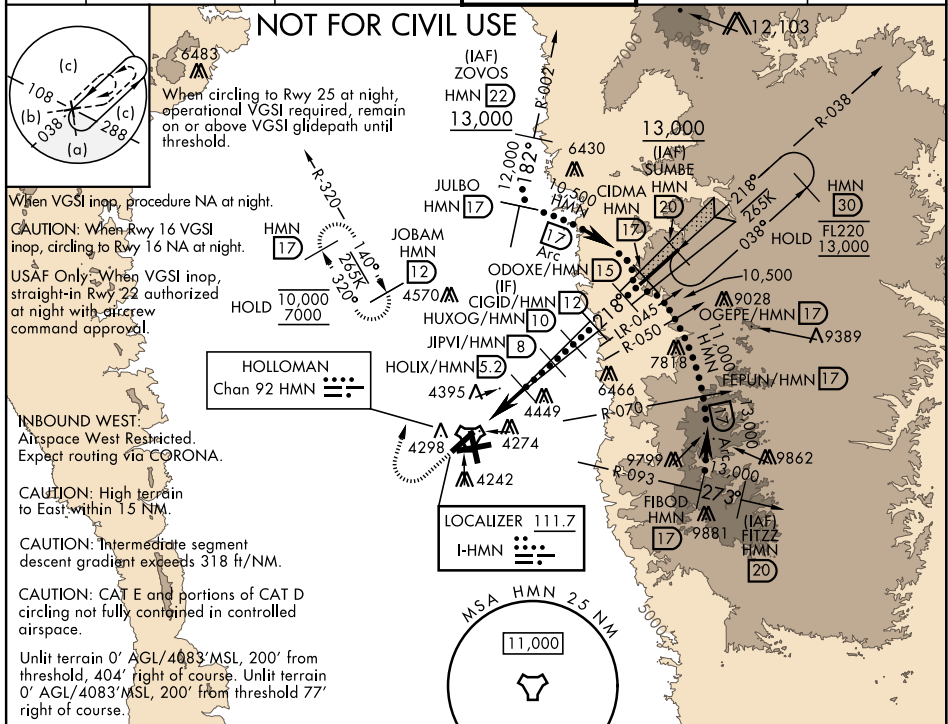 NOT FOR CIVIL USE
(c)
108
(b)
(c)
038
288
(a)
6483
When circling to Rwy 25 at night,
operational VGSI required, remain
on or above VGSI glidepath until
threshold.
(IAF)
ZOVOS
HMN 22
13,000
R-002
7000
9000
12,103
12,000
182°
6430
10,500
HMN
17
Arc
13,000
(IAF)
SUMBE
HMN
20
R-038
218°
265K
038°
HMN
30
HOLD
FL220
13,000
When VGSI inop, procedure NA at night.
CAUTION: When Rwy 16 VGSI
inop, circling to Rwy 16 NA at night.
USAF Only: When VGSI inop,
straight-in Rwy 22 authorized
at night with aircrew
command approval.
R-320
HMN
17
140°
265K
320°
HOLD
10,000
7000
JOBAM
HMN
12
4570
JULBO
HMN 17
CIDMA
HMN
17
ODOXE/HMN 15
(IF)
CIGID/HMN 12
HUXOG/HMN 10
JIPVI/HMN 8
HOLIX/HMN 5.2
218°
LR-045
R-050
10,500
9028
OGEPE/HMN 17
9389
7818
11,000
HMN
17
Arc
13,000
6466
FEPUN/HMN 17
R-070
HOLLOMAN
Chan 92 HMN
4395
4449
4298
4274
4242
9799
9862
13,000
R-093
273°
FIBOD
HMN
17
9881
(IAF)
FITZZ
HMN
20
INBOUND WEST:
Airspace West Restricted.
Expect routing via CORONA.
CAUTION: High terrain
to East within 15 NM.
CAUTION: Intermediate segment
descent gradient exceeds 318 ft/NM.
CAUTION: CAT E and portions of CAT D
circling not fully contained in controlled
airspace.
Unlit terrain 0' AGL/4083'MSL, 200' from
threshold, 404' right of course. Unlit terrain
0' AGL/4083'MSL, 200' from threshold 77'
right of course.
LOCALIZER 111.7
I-HMN
MSA HMN 25 NM
11,000
5000